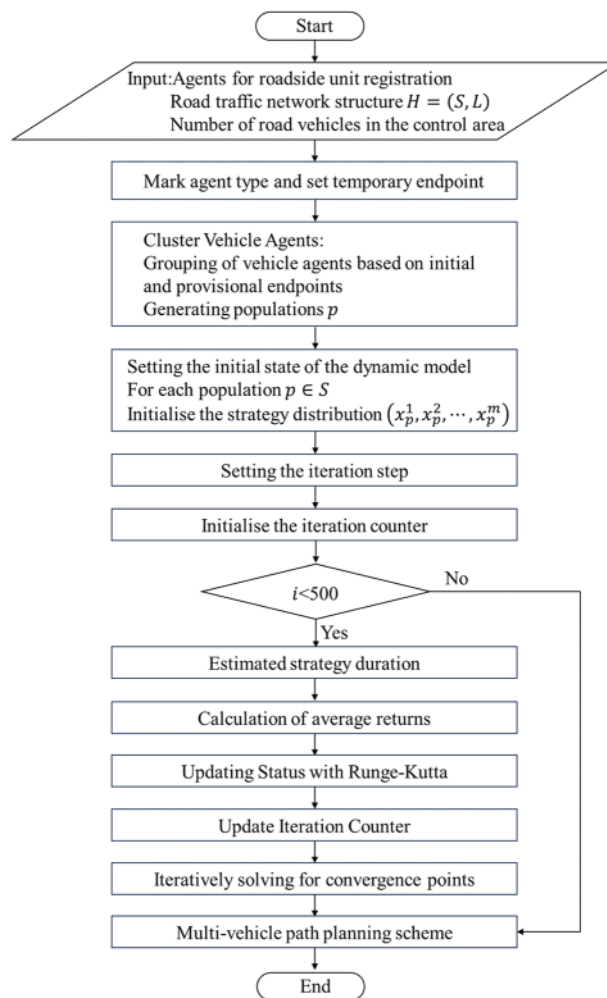 Start
Input:Agents for roadside unit registration
Road traffic network structure H = (S, L)
Number of road vehicles in the control area
Mark agent type and set temporary endpoint
Cluster Vehicle Agents:
Grouping of vehicle agents based on initial
and provisional endpoints
Generating populations p
Setting the initial state of the dynamic model
For each population p ∈ S
Initialise the strategy distribution (x_p^1, x_p^2, ⋯, x_p^m)
Setting the iteration step
Initialise the iteration counter
i<500
No
Yes
Estimated strategy duration
Calculation of average returns
Updating Status with Runge-Kutta
Update Iteration Counter
Iteratively solving for convergence points
Multi-vehicle path planning scheme
End